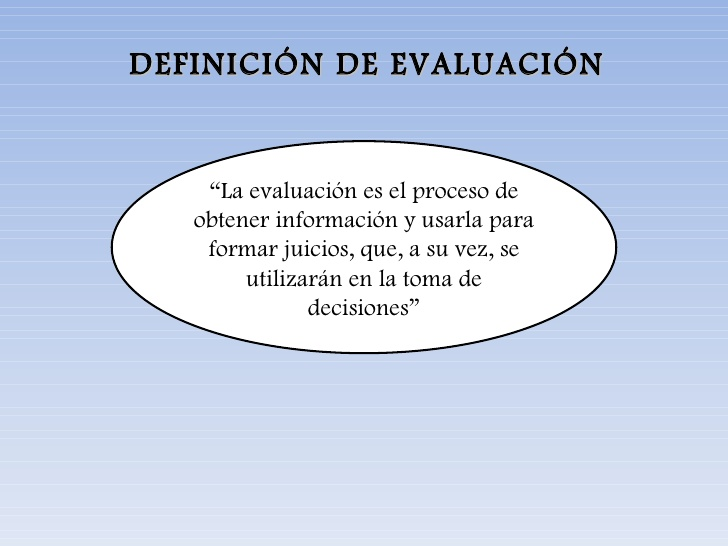 DEFINICIÓN DE EVALUACIÓN
“La evaluación es el proceso de
obtener información y usarla para
formar juicios, que, a su vez, se
utilizarán en la toma de
decisiones”